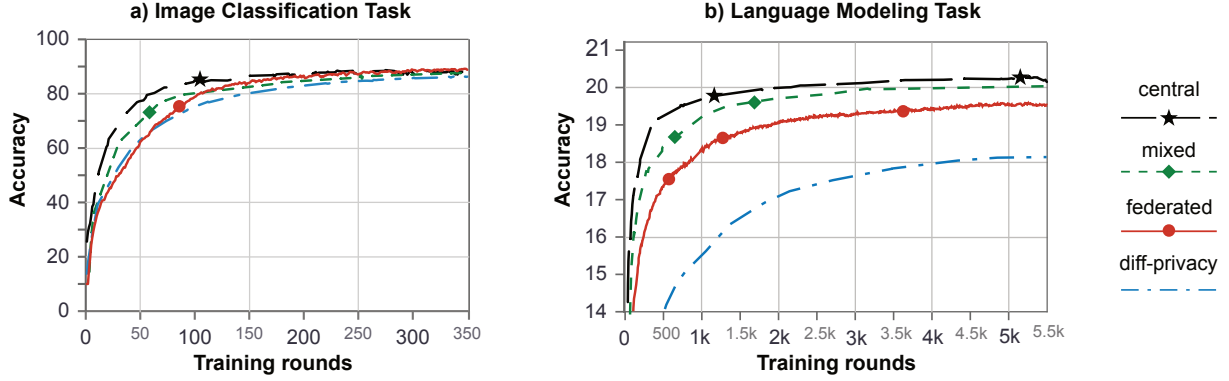 a) Image Classification Task
Accuracy
100
80
60
40
20
0
0 50 100 150 200 250 300 350
Training rounds
b) Language Modeling Task
Accuracy
21
20
19
18
17
16
15
14
0 500 1k 1.5k 2k 2.5k 3k 3.5k 4k 4.5k 5k 5.5k
Training rounds
central
mixed
federated
diff-privacy